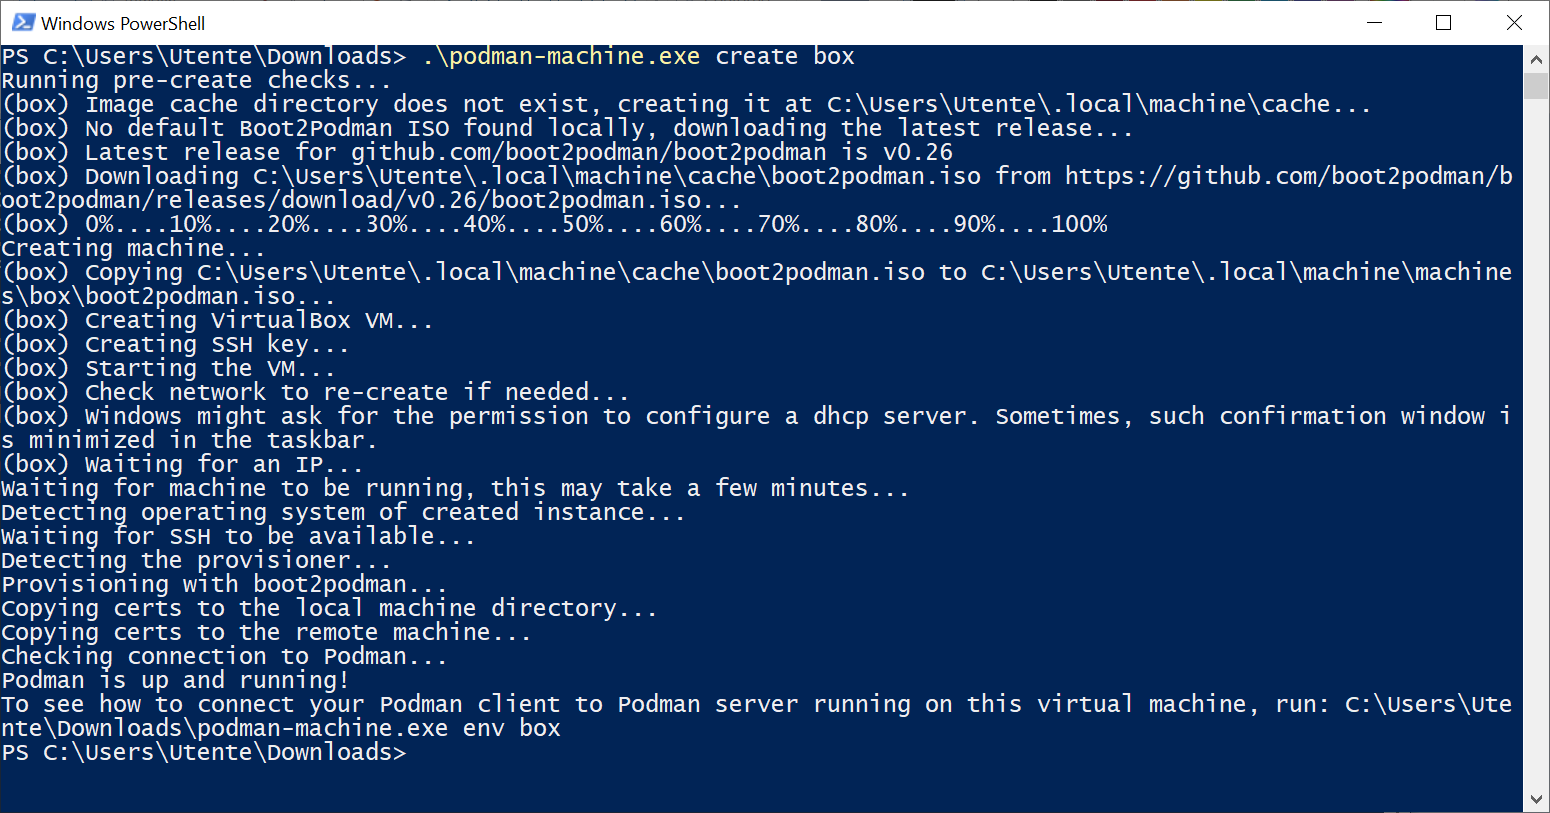 Windows PowerShell
PS C:\Users\Utente\Downloads> .\podman-machine.exe create box
Running pre-create checks...
(box) Image cache directory does not exist, creating it at C:\Users\Utente\.local\machine\cache...
(box) No default Boot2Podman ISO found locally, downloading the latest release...
(box) Latest release for github.com/boot2podman/boot2podman is v0.26
(box) Downloading C:\Users\Utente\.local\machine\cache\boot2podman.iso from https://github.com/boot2podman/b
oot2podman/releases/download/v0.26/boot2podman.iso...
(box) 0%....10%....20%....30%....40%....50%....60%....70%....80%....90%....100%
Creating machine...
(box) Copying C:\Users\Utente\.local\machine\cache\boot2podman.iso to C:\Users\Utente\.local\machine\machine
s\box\boot2podman.iso...
(box) Creating VirtualBox VM...
(box) Creating SSH key...
(box) Starting the VM...
(box) Check network to re-create if needed...
(box) Windows might ask for the permission to configure a dhcp server. Sometimes, such confirmation window i
s minimized in the taskbar.
(box) Waiting for an IP...
Waiting for machine to be running, this may take a few minutes...
Detecting operating system of created instance...
Waiting for SSH to be available...
Detecting the provisioner...
Provisioning with boot2podman...
Copying certs to the local machine directory...
Copying certs to the remote machine...
Checking connection to Podman...
Podman is up and running!
To see how to connect your Podman client to Podman server running on this virtual machine, run: C:\Users\Ute
nte\Downloads\podman-machine.exe env box
PS C:\Users\Utente\Downloads>